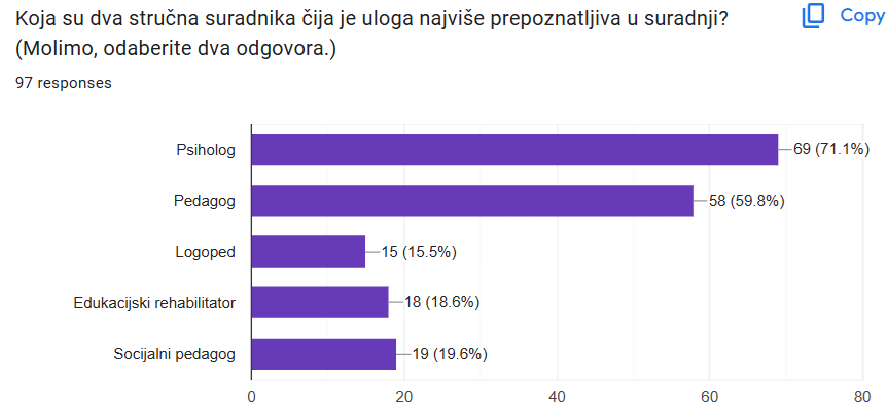 Koja su dva stručna suradnika čija je uloga najviše prepoznatljiva u suradnji?
(Molimo, odaberite dva odgovora.)
Copy
97 responses
Psiholog
69 (71.1%)
Pedagog
58 (59.8%)
Logoped
15 (15.5%)
Edukacijski rehabilitator
18 (18.6%)
Socijalni pedagog
19 (19.6%)
0
20
40
60
80